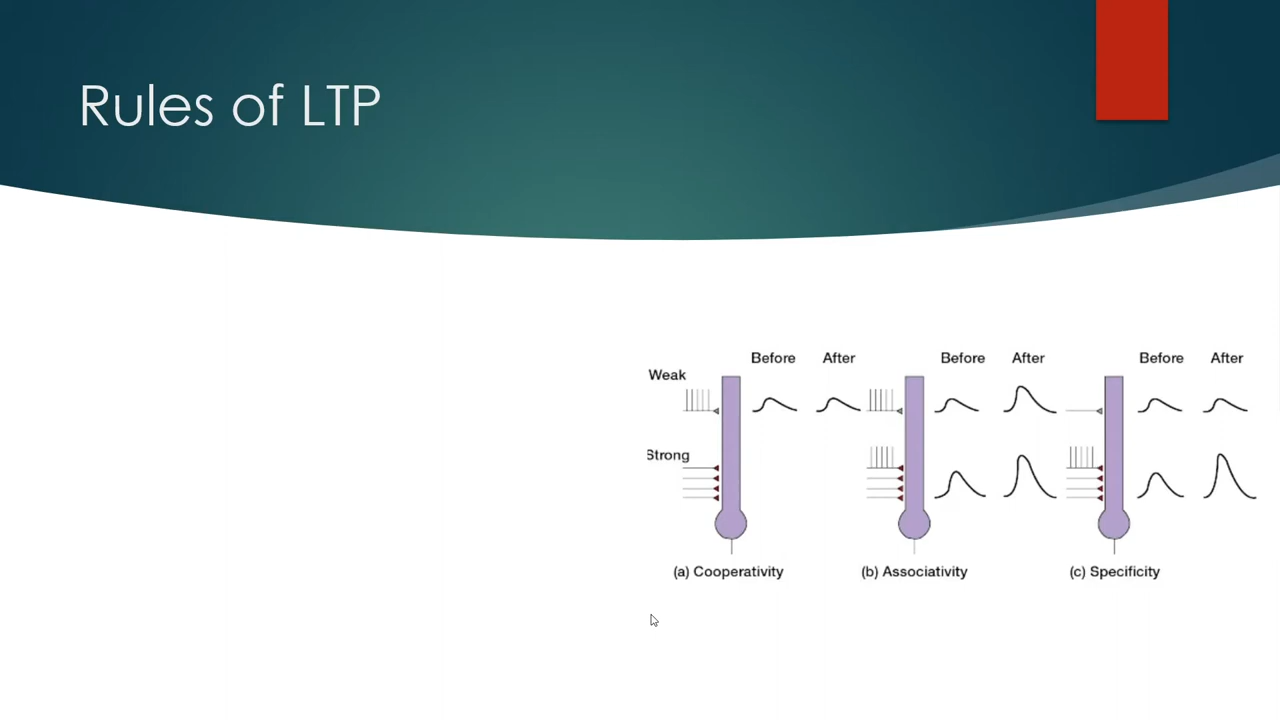 Rules of LTP
Before After Before After Before After
Weak
Strong
(a) Cooperativity (b) Associativity (c) Specificity